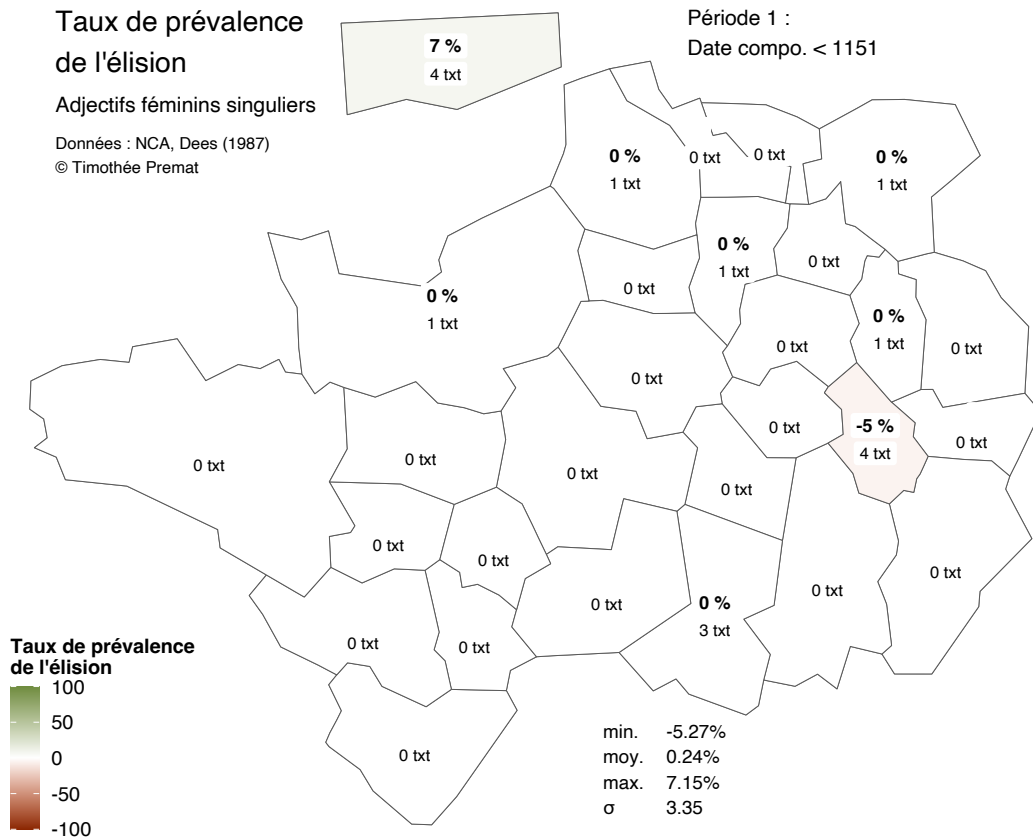 Taux de prévalence
de l'élision
Adjectifs féminins singuliers
Données : NCA, Dees (1987)
© Timothée Premat
Période 1 :
Date compo. < 1151
7 %
4 txt
0 %
1 txt
0 txt
0 txt
0 %
1 txt
0 %
1 txt
0 txt
0 txt
0 %
1 txt
0 %
1 txt
0 txt
0 txt
0 txt
0 txt
-5 %
4 txt
0 txt
0 txt
0 txt
0 txt
0 txt
0 txt
0 txt
0 txt
0 txt
0 txt
0 txt
0 %
3 txt
0 txt
0 txt
0 txt
Taux de prévalence
de l'élision
100
50
0
-50
-100
min. -5.27%
moy. 0.24%
max. 7.15%
σ 3.35